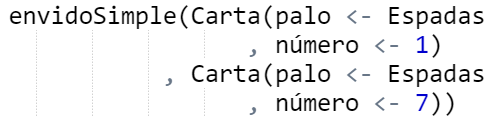 envidoSimple(Carta(palo <- Espadas
, número <- 1)
, Carta(palo <- Espadas
, número <- 7))